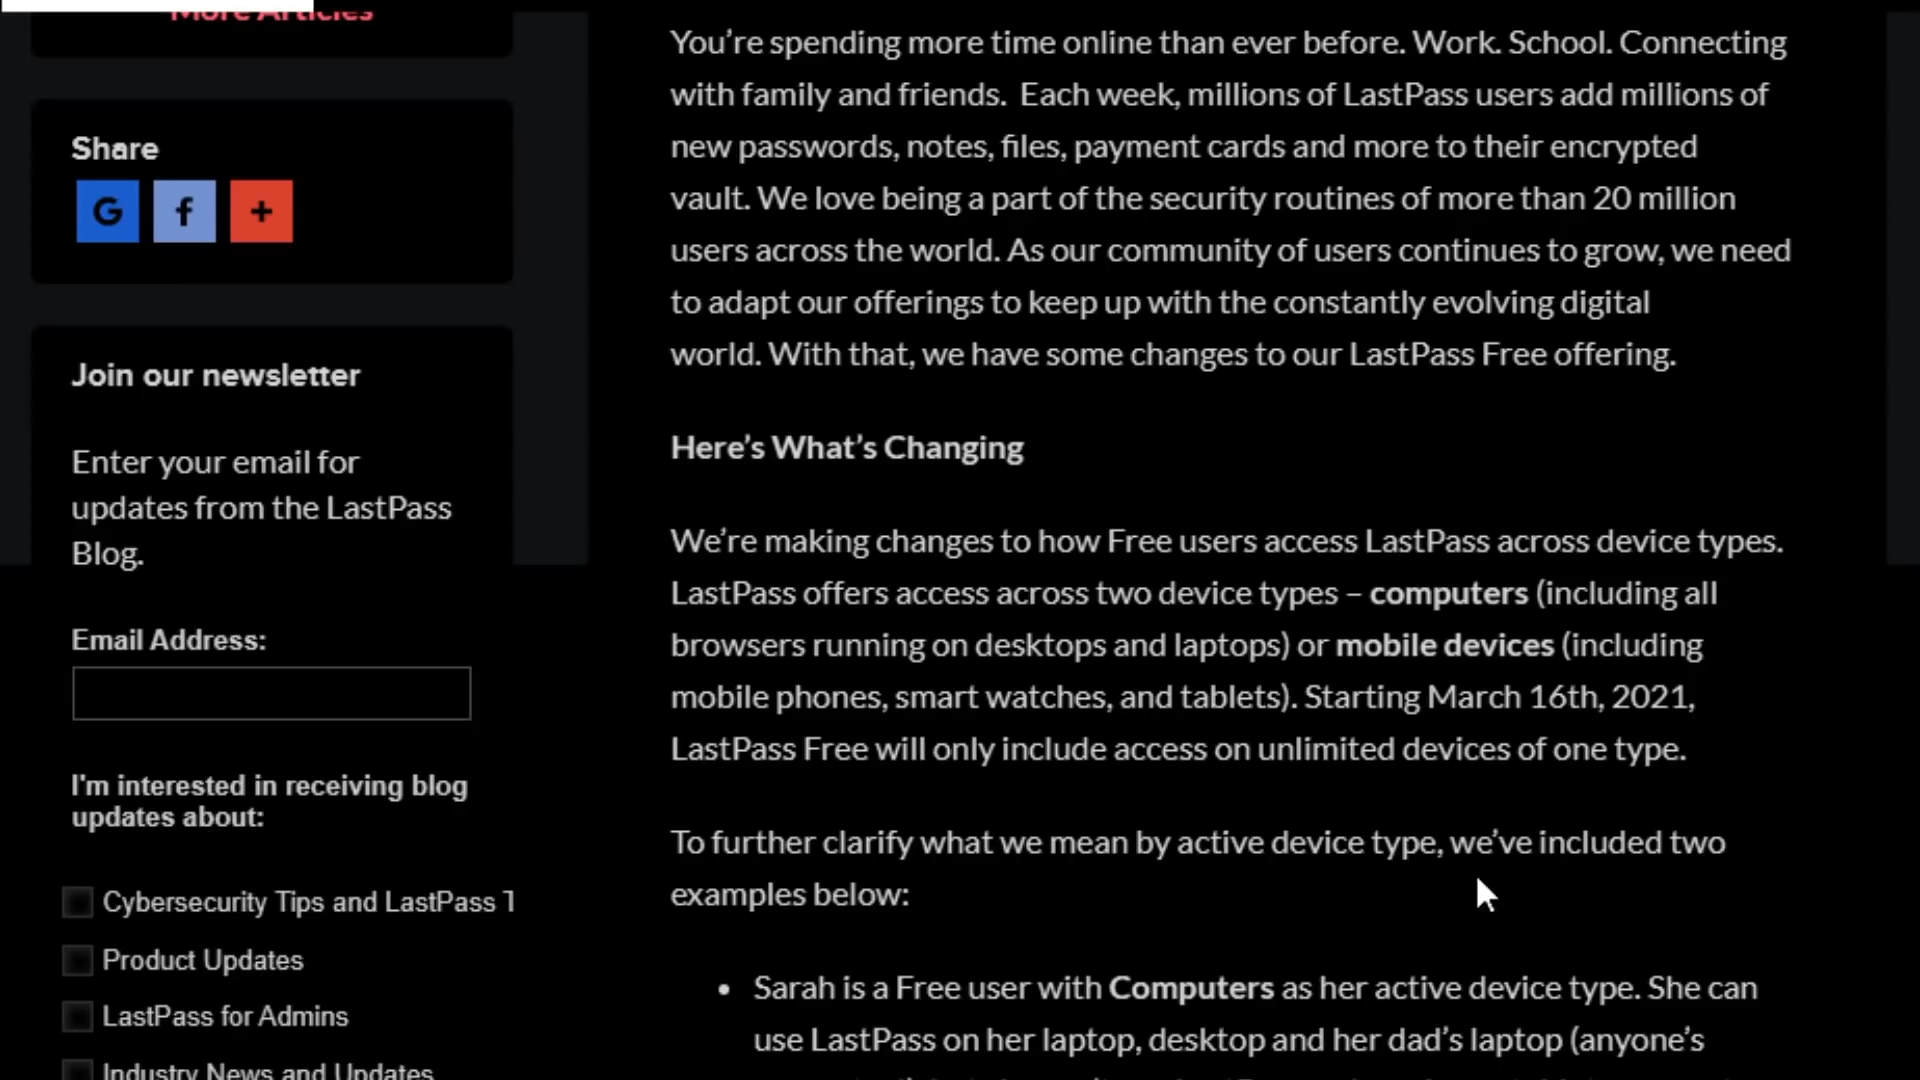 More Articles
Share
G f +
Join our newsletter
Enter your email for
updates from the LastPass
Blog.
Email Address:
I'm interested in receiving blog
updates about:
Cybersecurity Tips and LastPass
Product Updates
LastPass for Admins
Industry News and Updates
You’re spending more time online than ever before. Work. School. Connecting
with family and friends.  Each week, millions of LastPass users add millions of
new passwords, notes, files, payment cards and more to their encrypted
vault. We love being a part of the security routines of more than 20 million
users across the world. As our community of users continues to grow, we need
to adapt our offerings to keep up with the constantly evolving digital
world. With that, we have some changes to our LastPass Free offering.
Here’s What’s Changing
We’re making changes to how Free users access LastPass across device types.
LastPass offers access across two device types – computers (including all
browsers running on desktops and laptops) or mobile devices (including
mobile phones, smart watches, and tablets). Starting March 16th, 2021,
LastPass Free will only include access on unlimited devices of one type.
To further clarify what we mean by active device type, we’ve included two
examples below:
• Sarah is a Free user with Computers as her active device type. She can
use LastPass on her laptop, desktop and her dad’s laptop (anyone’s